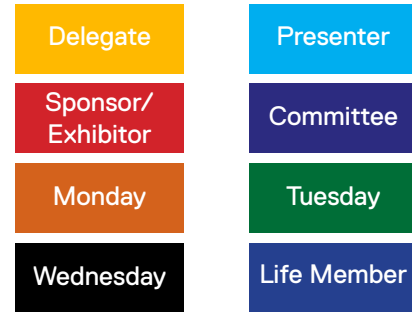 Delegate
Presenter
Sponsor/
Exhibitor
Committee
Monday
Tuesday
Wednesday
Life Member